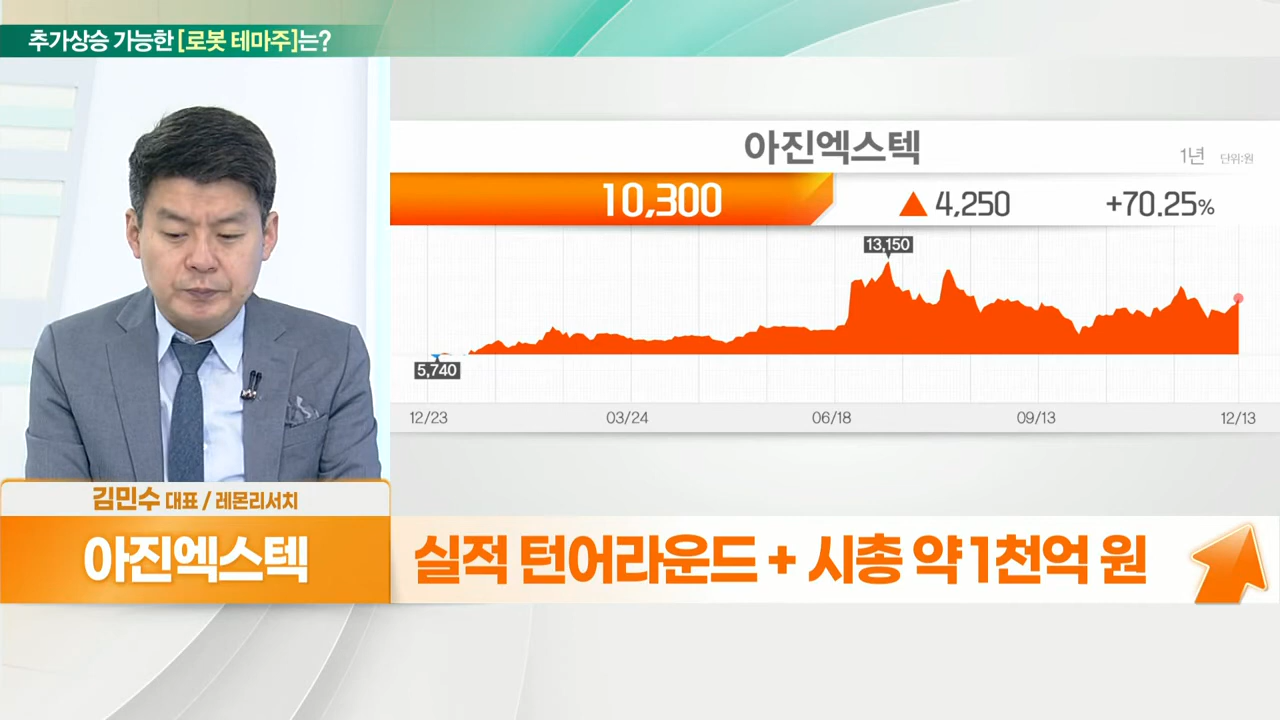 추가상승 가능한 [로봇 테마주]는?
아진엑스텍
1년 단위:원
10,300 ▲ 4,250 +70.25%
13,150
5,740
12/23 03/24 06/18 09/13 12/13
김민수 대표 / 레몬리서치
아진엑스텍
실적 턴어라운드 + 시총 약 1천억 원